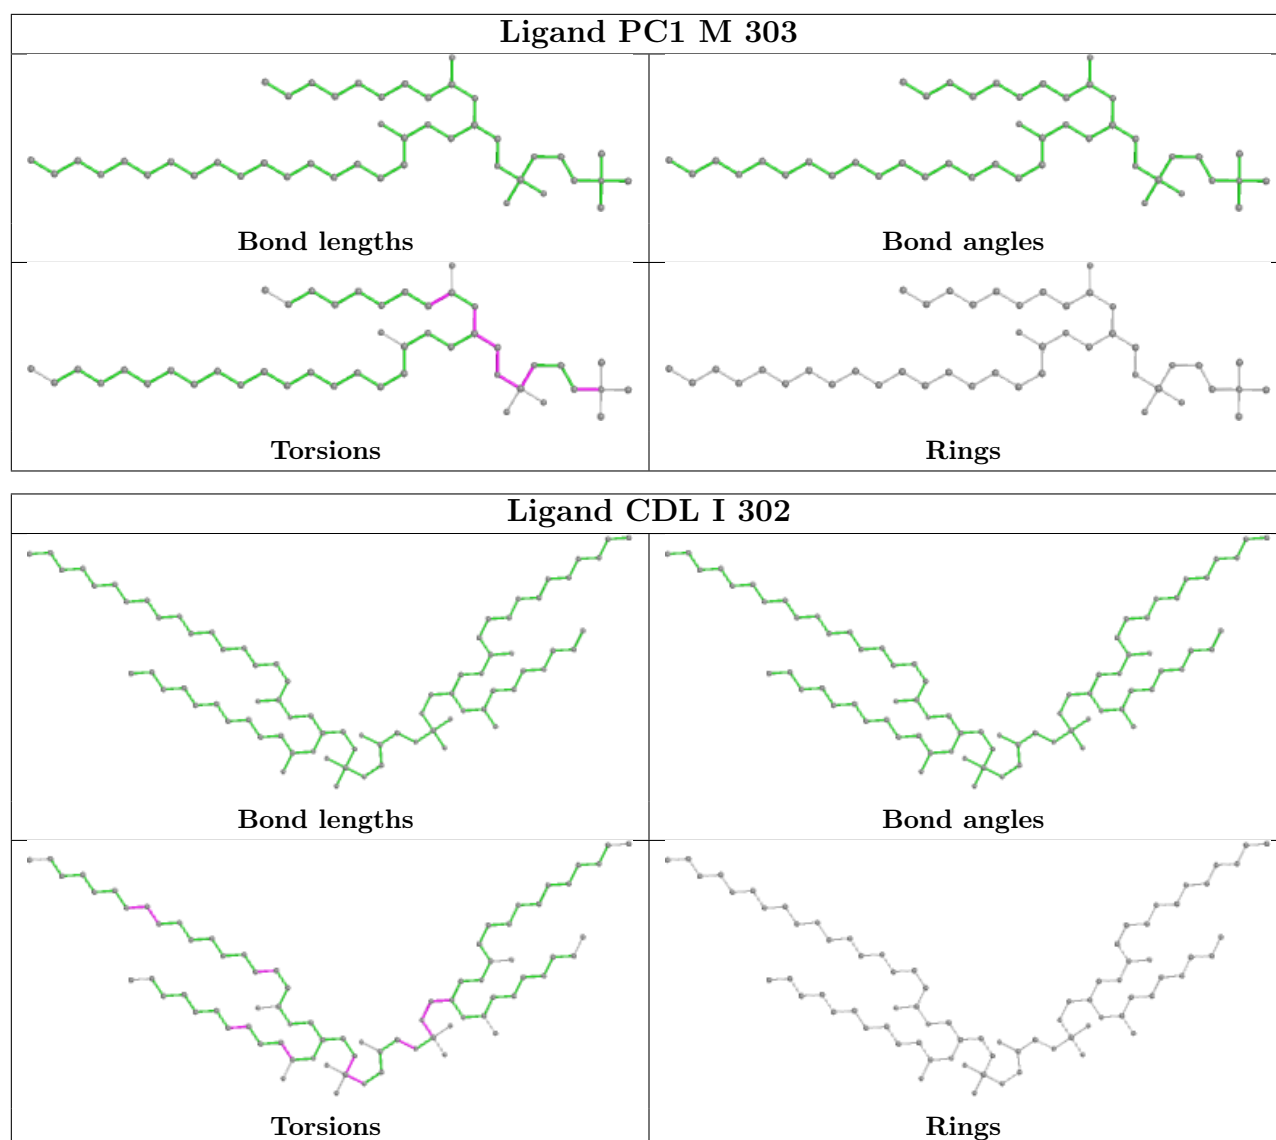 Ligand PC1 M 303
Bond lengths
Bond angles
Torsions
Rings
Ligand CDL I 302
Bond lengths
Bond angles
Torsions
Rings